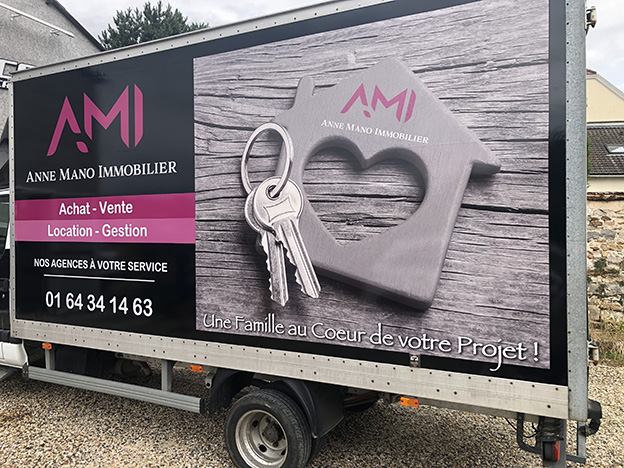 AMI
ANNE MANO IMMOBILIER
Achat - Vente
Location - Gestion
NOS AGENCES À VOTRE SERVICE
01 64 34 14 63
AMI
ANNE MANO IMMOBILIER
Une Famille au Coeur de votre Projet !